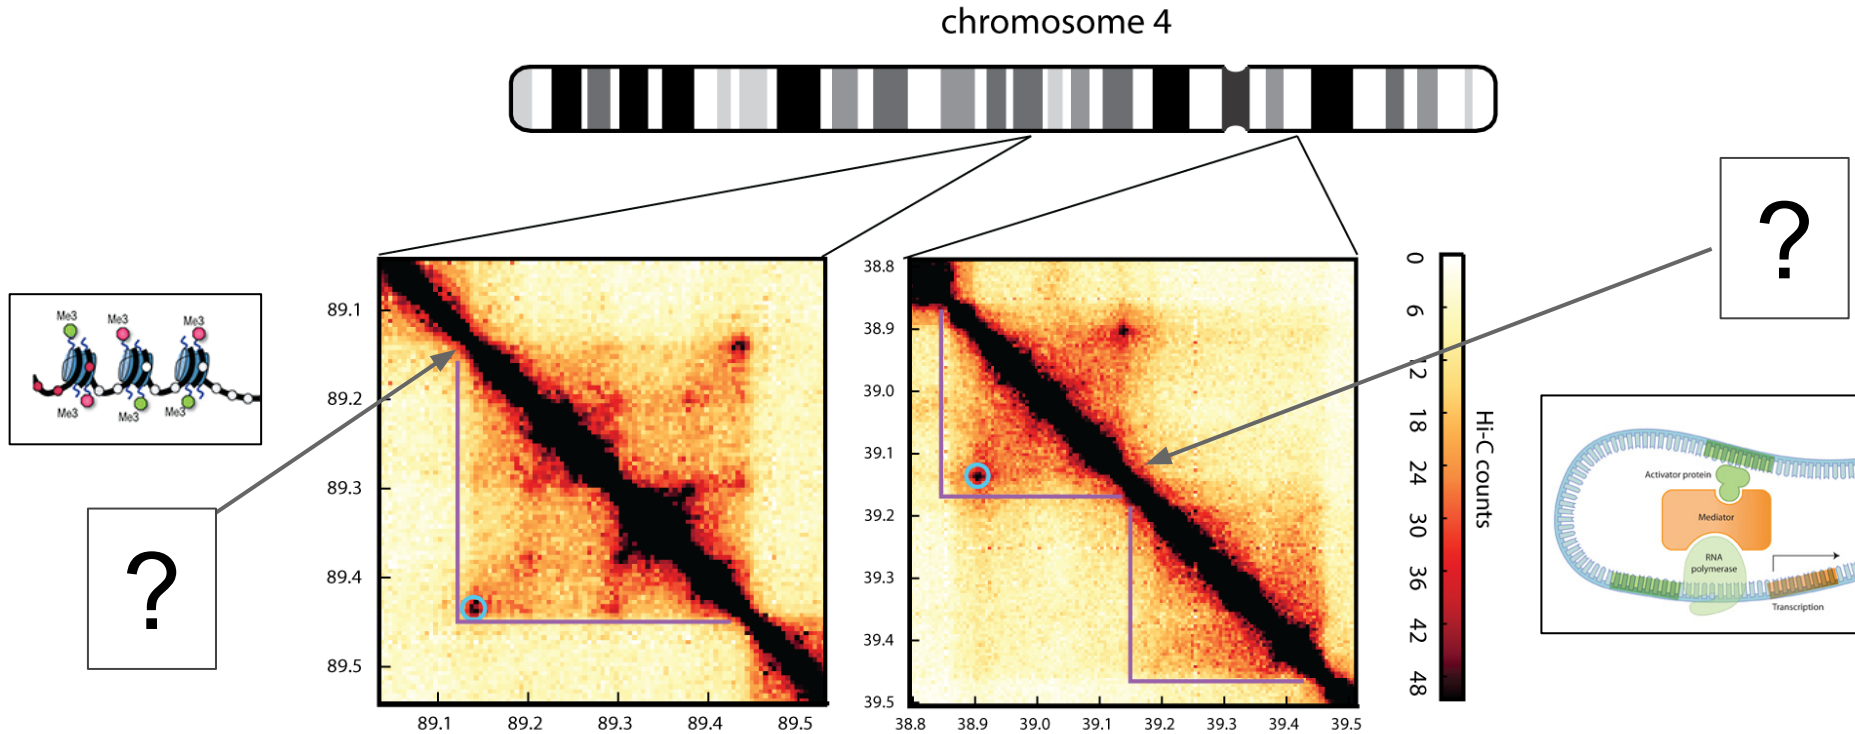 chromosome 4
?
Me3
Me3
Me3
Me3
Me3
Me3
?
89.1
89.2
89.3
89.4
89.5
89.1
89.2
89.3
89.4
89.5
38.8
38.9
39.0
39.1
39.2
39.3
39.4
39.5
38.8
38.9
39.0
39.1
39.2
39.3
39.4
39.5
0
6
12
18
24
30
36
42
48
Hi-C counts
Activator protein
Mediator
RNA
polymerase
Transcription